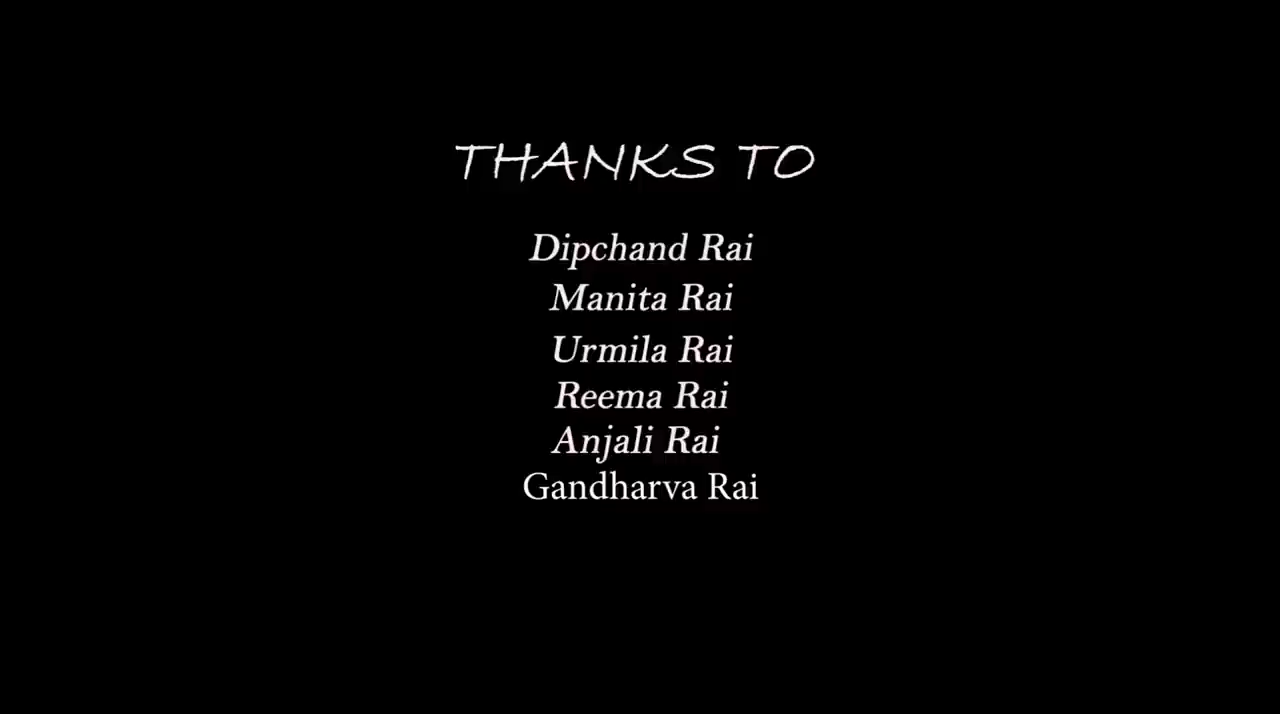 THANKS TO
Dipchand Rai
Manita Rai
Urmila Rai
Reema Rai
Anjali Rai
Gandharva Rai